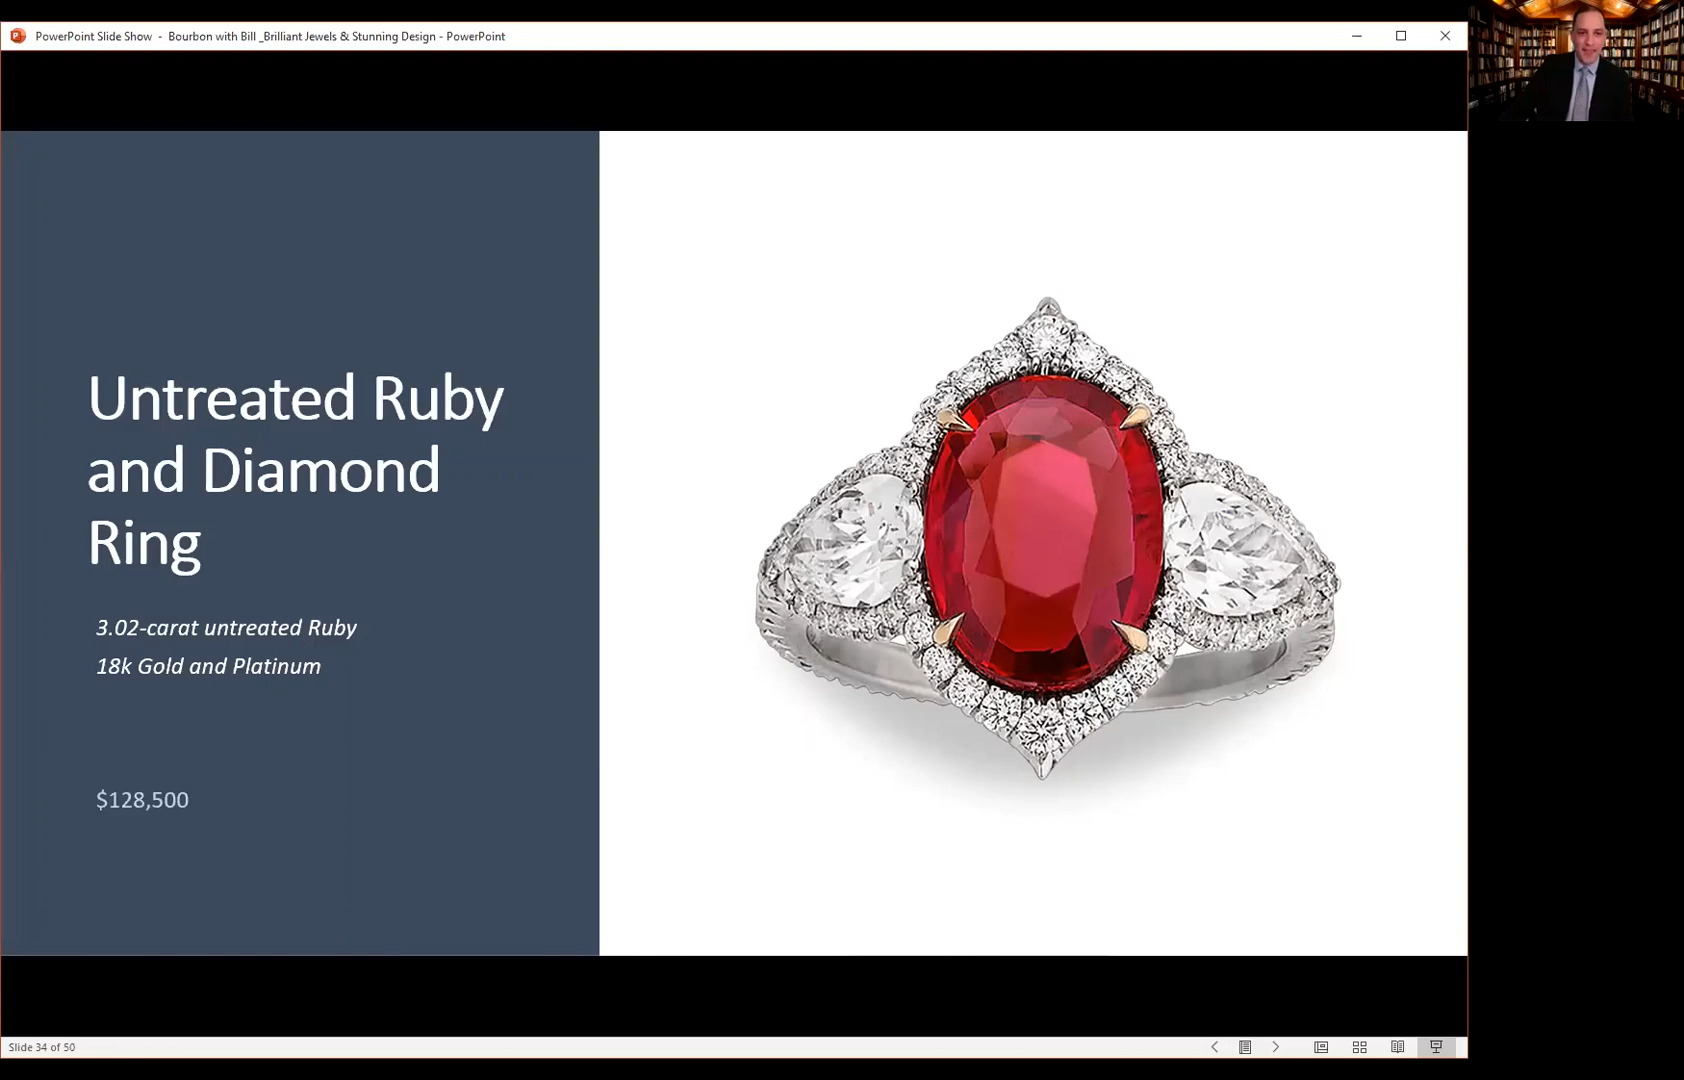 PowerPoint Slide Show - Bourbon with Bill _Brilliant Jewels & Stunning Design - PowerPoint
Untreated Ruby
and Diamond
Ring
3.02-carat untreated Ruby
18k Gold and Platinum
$128,500
Slide 34 of 50